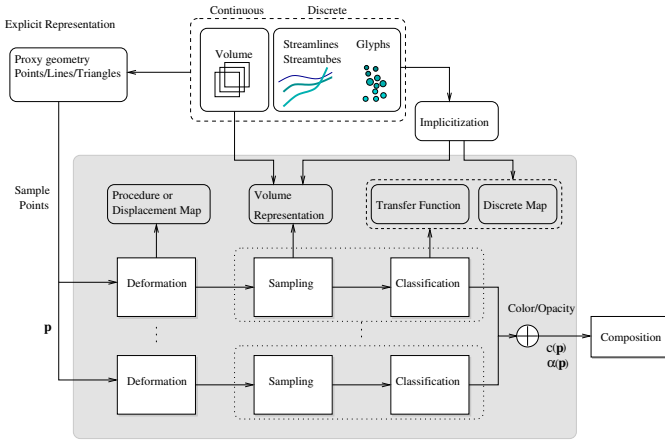 Continuous
Discrete
Explicit Representation
Proxy geometry
Points/Lines/Triangles
Volume
Streamlines
Streamtubes
Glyphs
Implicitization
Sample
Points
Procedure or
Displacement Map
Volume
Representation
Transfer Function
Discrete Map
Deformation
Sampling
Classification
Color/Opacity
p
c(p)
α(p)
Composition
Deformation
Sampling
Classification